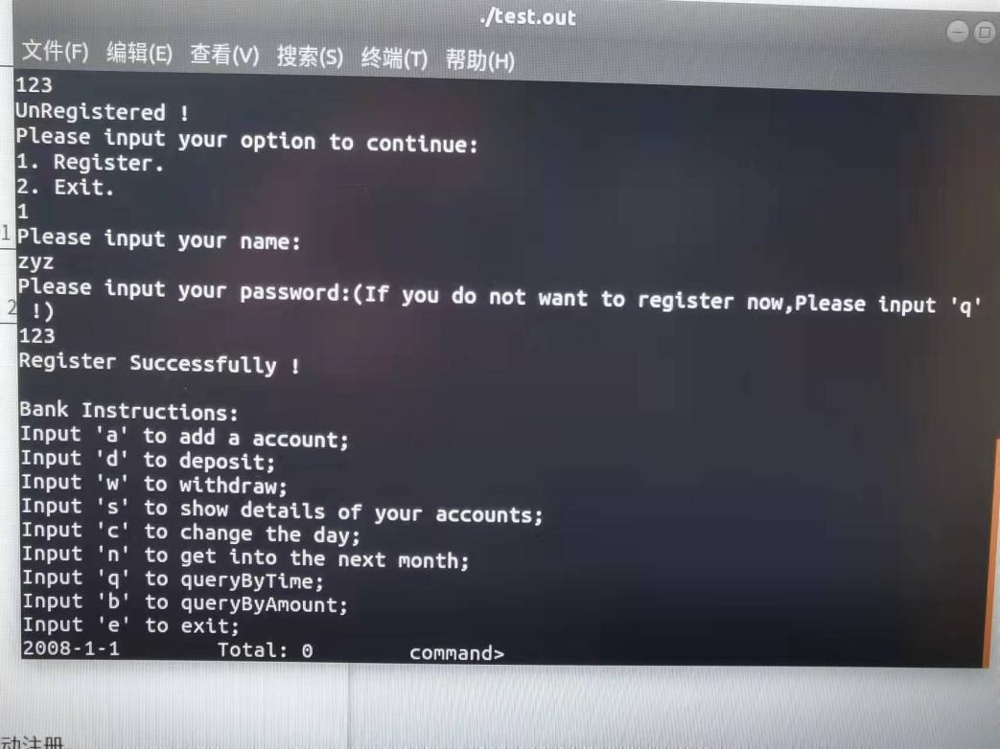 ./test.out
文件(F) 编辑(E) 查看(V) 搜索(S) 终端(T) 帮助(H)
123
UnRegistered !
Please input your option to continue:
1. Register.
2. Exit.
1
1
Please input your name:
zyz
Please input your password:(If you do not want to register now,Please input 'q'
2
!)
123
Register Successfully !
Bank Instructions:
Input 'a' to add a account;
Input 'd' to deposit;
Input 'w' to withdraw;
Input 's' to show details of your accounts;
Input 'c' to change the day;
Input 'n' to get into the next month;
Input 'q' to queryByTime;
Input 'b' to queryByAmount;
Input 'e' to exit;
2008-1-1 Total: 0 command>
动注册